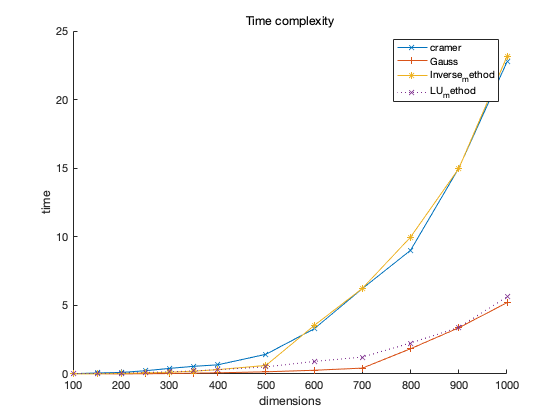 Time complexity
25
20
15
10
5
0
time
cramer
Gauss
Inverse_method
LU_method
100 200 300 400 500 600 700 800 900 1000
dimensions